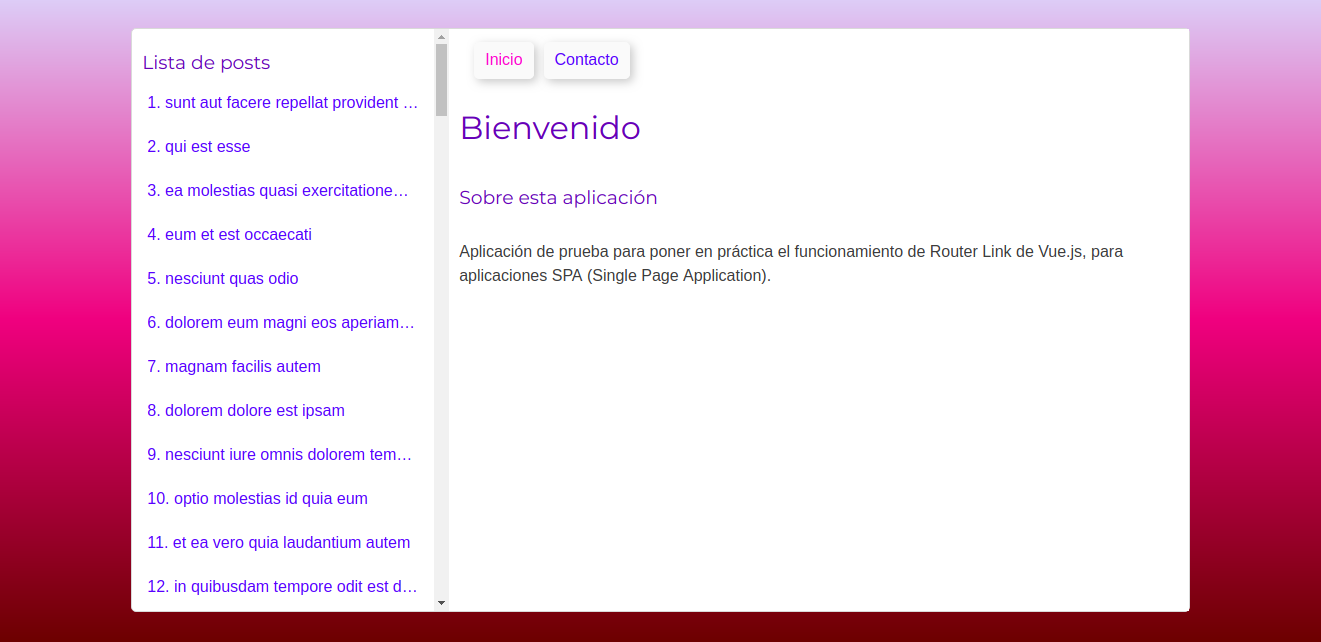 Lista de posts
1. sunt aut facere repellat provident …
2. qui est esse
3. ea molestias quasi exercitatione…
4. eum et est occaecati
5. nesciunt quas odio
6. dolorem eum magni eos aperiam…
7. magnam facilis autem
8. dolorem dolore est ipsam
9. nesciunt iure omnis dolorem tem…
10. optio molestias id quia eum
11. et ea vero quia laudantium autem
12. in quibusdam tempore odit est d…
Inicio Contacto
Bienvenido
Sobre esta aplicación
Aplicación de prueba para poner en práctica el funcionamiento de Router Link de Vue.js, para
aplicaciones SPA (Single Page Application).